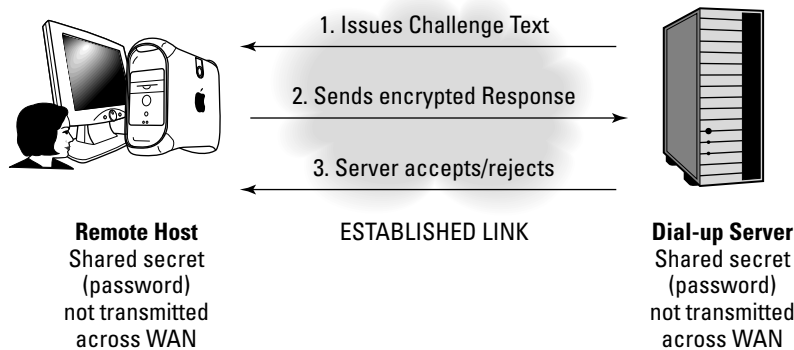 1. Issues Challenge Text
2. Sends encrypted Response
3. Server accepts/rejects
ESTABLISHED LINK
Remote Host
Shared secret
(password)
not transmitted
across WAN
Dial-up Server
Shared secret
(password)
not transmitted
across WAN